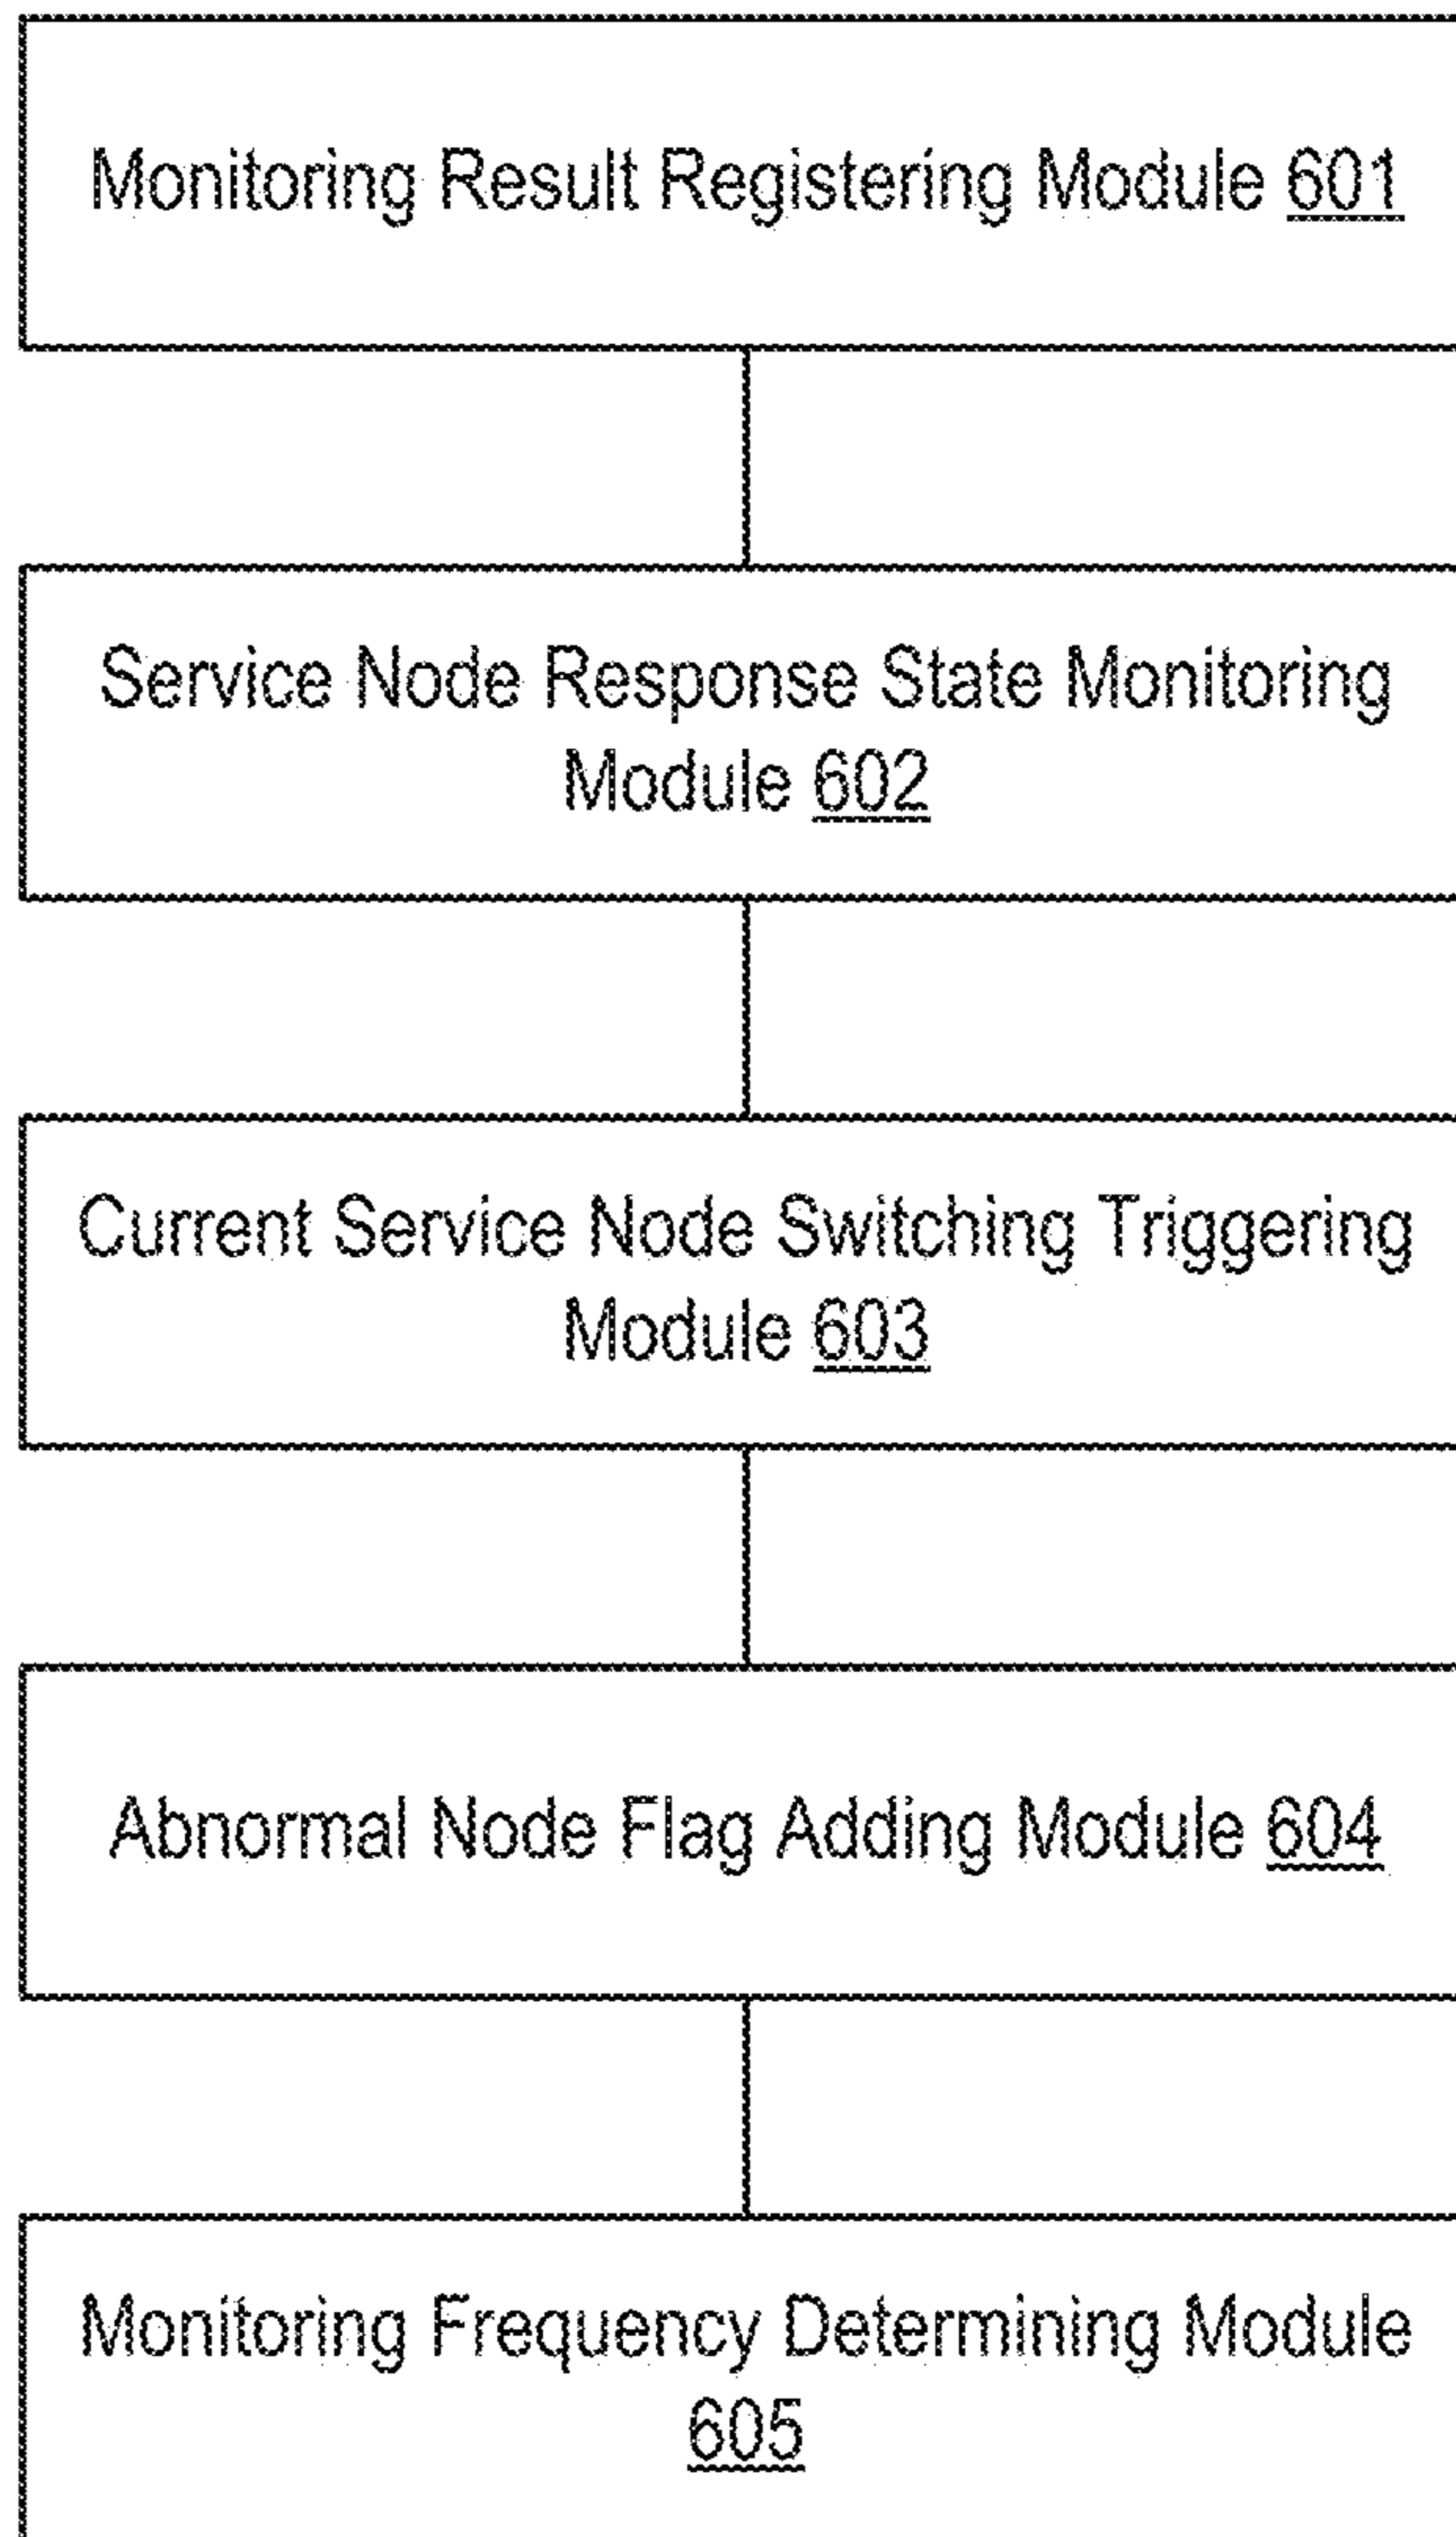 Monitoring Result Registering Module 601
Service Node Response State Monitoring
Module 602
Current Service Node Switching Triggering
Module 603
Abnormal Node Flag Adding Module 604
Monitoring Frequency Determining Module
605